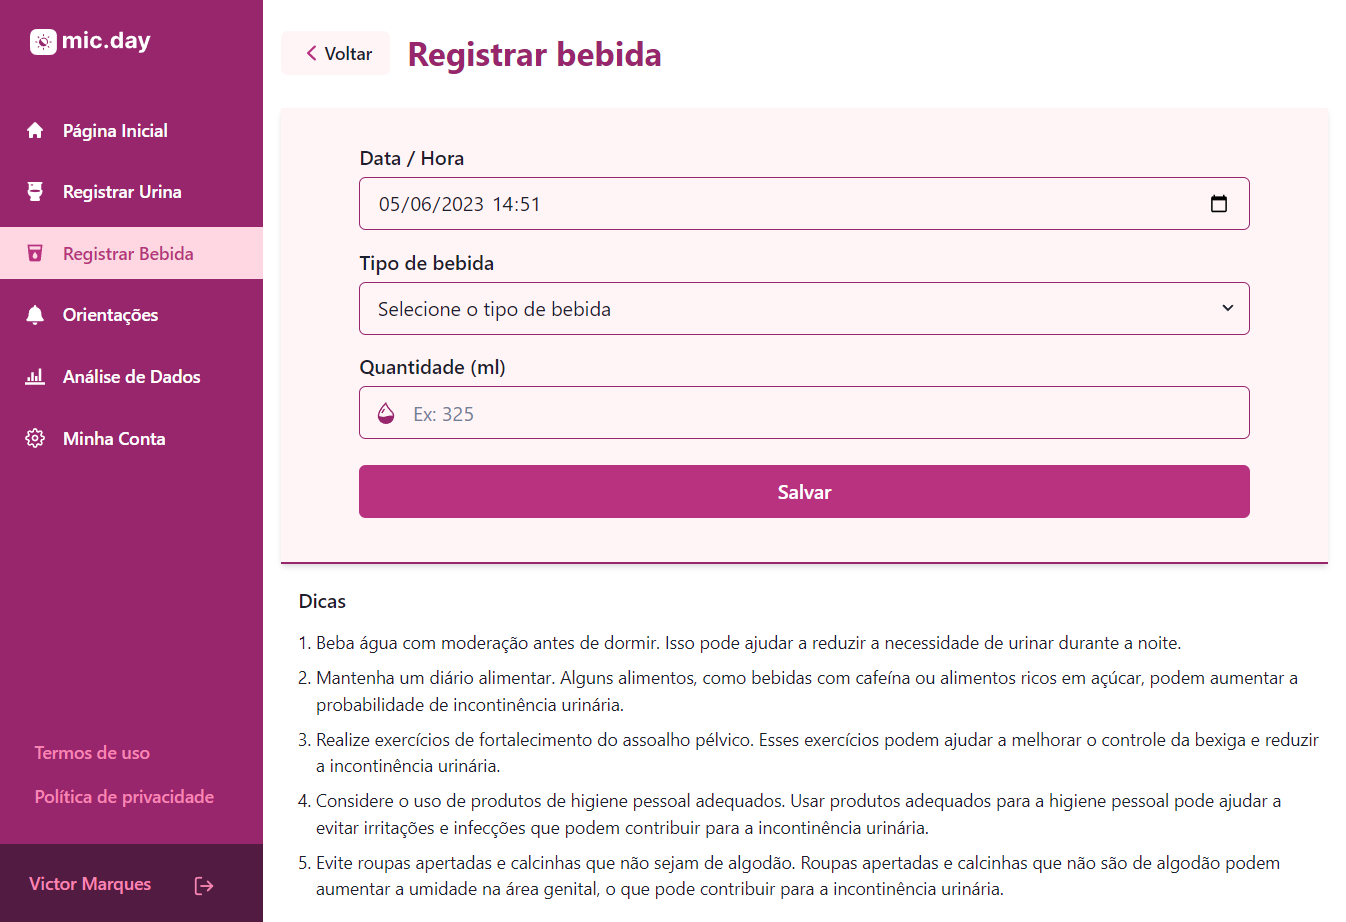 mic.day
Página Inicial
Registrar Urina
Registrar Bebida
Orientações
Análise de Dados
Minha Conta
Termos de uso
Política de privacidade
Victor Marques
Voltar
Registrar bebida
Data / Hora
05/06/2023 14:51
Tipo de bebida
Selecione o tipo de bebida
Quantidade (ml)
Ex: 325
Salvar
Dicas
1. Beba água com moderação antes de dormir. Isso pode ajudar a reduzir a necessidade de urinar durante a noite.
2. Mantenha um diário alimentar. Alguns alimentos, como bebidas com cafeína ou alimentos ricos em açúcar, podem aumentar a
probabilidade de incontinência urinária.
3. Realize exercícios de fortalecimento do assoalho pélvico. Esses exercícios podem ajudar a melhorar o controle da bexiga e reduzir
a incontinência urinária.
4. Considere o uso de produtos de higiene pessoal adequados. Usar produtos adequados para a higiene pessoal pode ajudar a
evitar irritações e infecções que podem contribuir para a incontinência urinária.
5. Evite roupas apertadas e calcinhas que não sejam de algodão. Roupas apertadas e calcinhas que não são de algodão podem
aumentar a umidade na área genital, o que pode contribuir para a incontinência urinária.